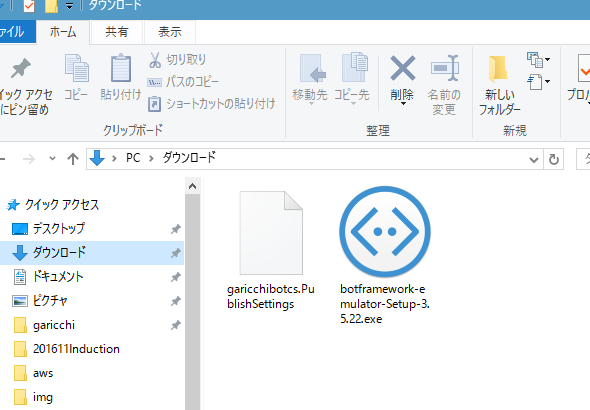 ダウンロード
ァイル ホーム 共有 表示
切り取り
パスのコピー
ショートカットの貼り付け
イック アクセ
にピン留め
コピー 貼り付け
移動先 コピー先 削除 名前の
変更
新しい
フォルダー
プロパ
クリップボード 整理 新規
PC ダウンロード
クイック アクセス
デスクトップ
ダウンロード
ドキュメント
ピクチャ
garicchi
201611Induction
aws
img
garicchibotcs.Pu
blishSettings
botframework-e
mulator-Setup-3.
5.22.exe